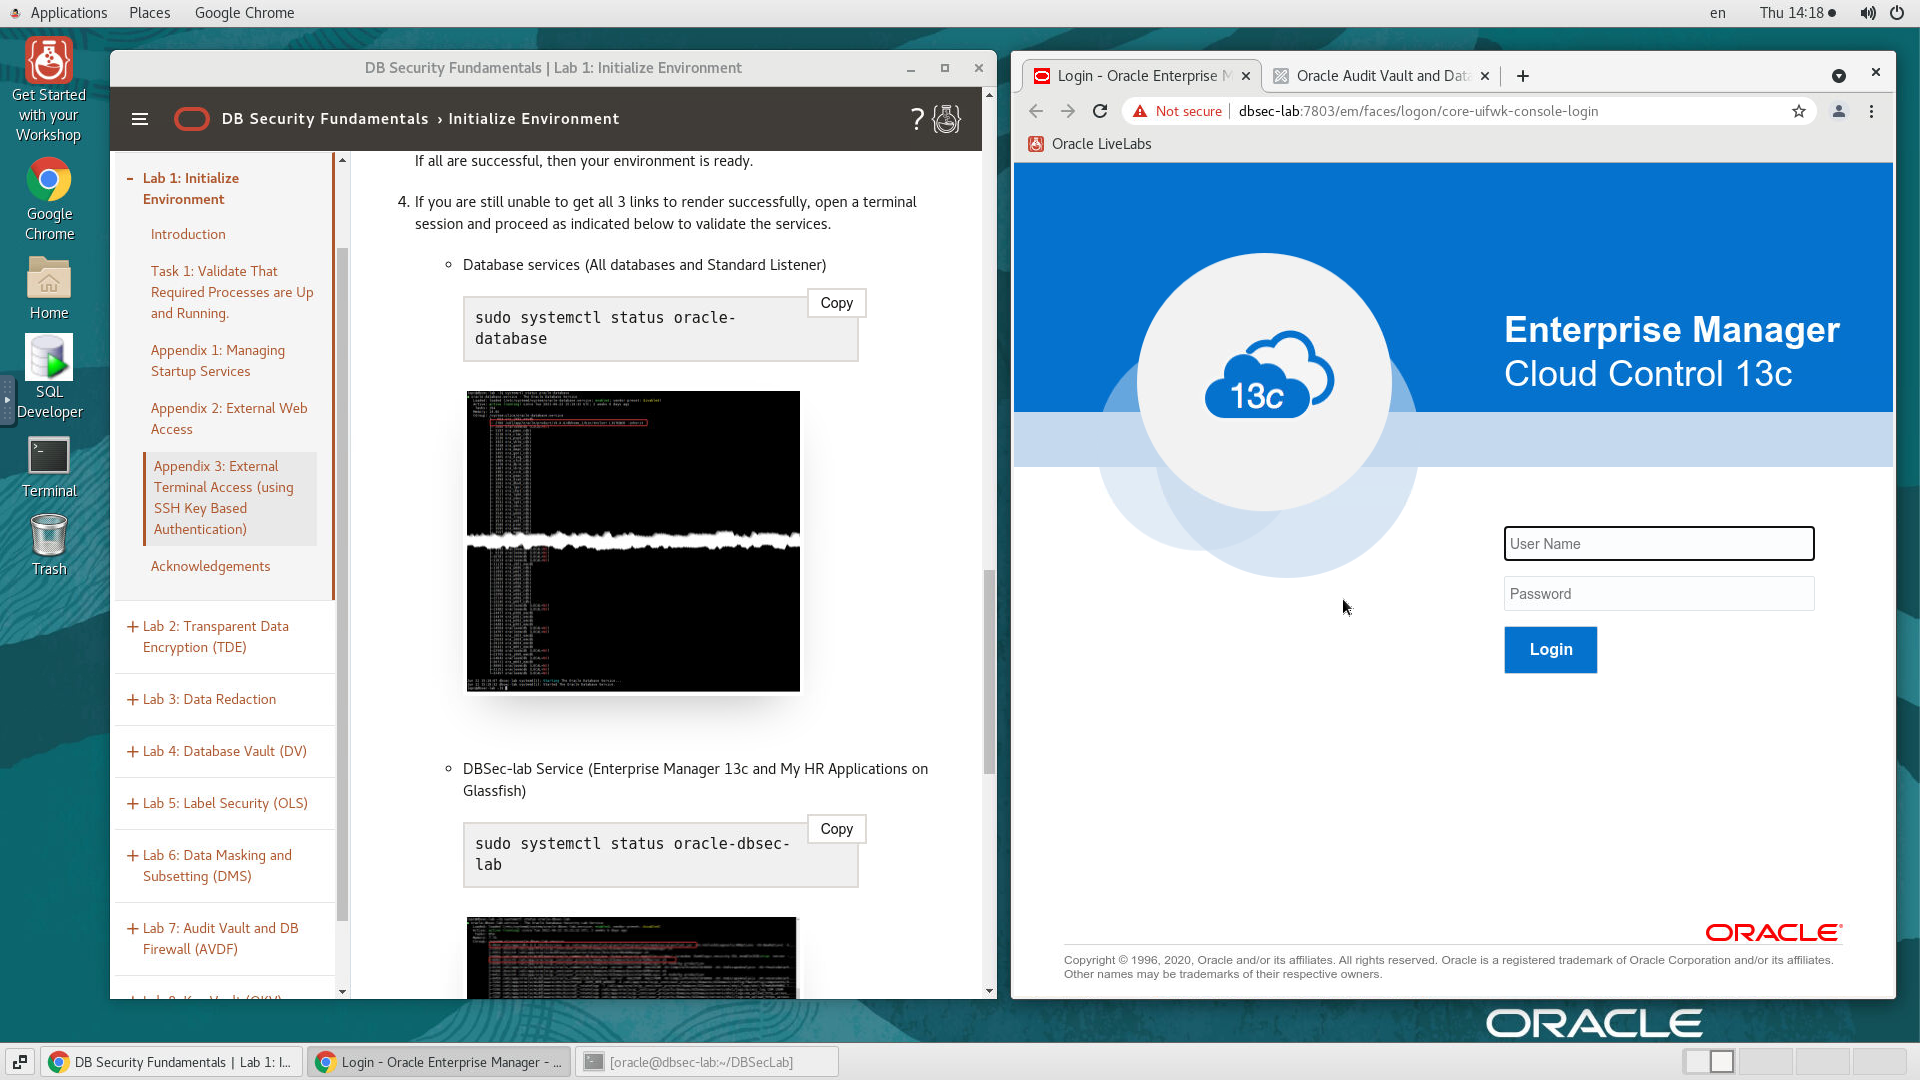 Applications Places Google Chrome en Thu 14:18
Get Started
with your
Workshop
Google
Chrome
Home
SQL
Developer
Terminal
Trash
DB Security Fundamentals | Lab 1: Initialize Environment
DB Security Fundamentals › Initialize Environment ?
- Lab 1: Initialize
Environment
Introduction
Task 1: Validate That
Required Processes are Up
and Running.
Appendix 1: Managing
Startup Services
Appendix 2: External Web
Access
Appendix 3: External
Terminal Access (using
SSH Key Based
Authentication)
Acknowledgements
+ Lab 2: Transparent Data
Encryption (TDE)
+ Lab 3: Data Redaction
+ Lab 4: Database Vault (DV)
+ Lab 5: Label Security (OLS)
+ Lab 6: Data Masking and
Subsetting (DMS)
+ Lab 7: Audit Vault and DB
Firewall (AVDF)
If all are successful, then your environment is ready.
4. If you are still unable to get all 3 links to render successfully, open a terminal
session and proceed as indicated below to validate the services.
Database services (All databases and Standard Listener)
Copy
sudo systemctl status oracle-
database
DBSec-lab Service (Enterprise Manager 13c and My HR Applications on
Glassfish)
Copy
sudo systemctl status oracle-dbsec-
lab
Login - Oracle Enterprise M
Oracle Audit Vault and Dat
Not secure | dbsec-lab:7803/em/faces/logon/core-uifwk-console-login
Oracle LiveLabs
13c
Enterprise Manager
Cloud Control 13c
User Name
Password
Login
ORACLE®
Copyright © 1996, 2020, Oracle and/or its affiliates. All rights reserved. Oracle is a registered trademark of Oracle Corporation and/or its affiliates.
Other names may be trademarks of their respective owners.
ORACLE
DB Security Fundamentals | Lab 1: I...
Login - Oracle Enterprise Manager - ...
[oracle@dbsec-lab:~/DBSecLab]